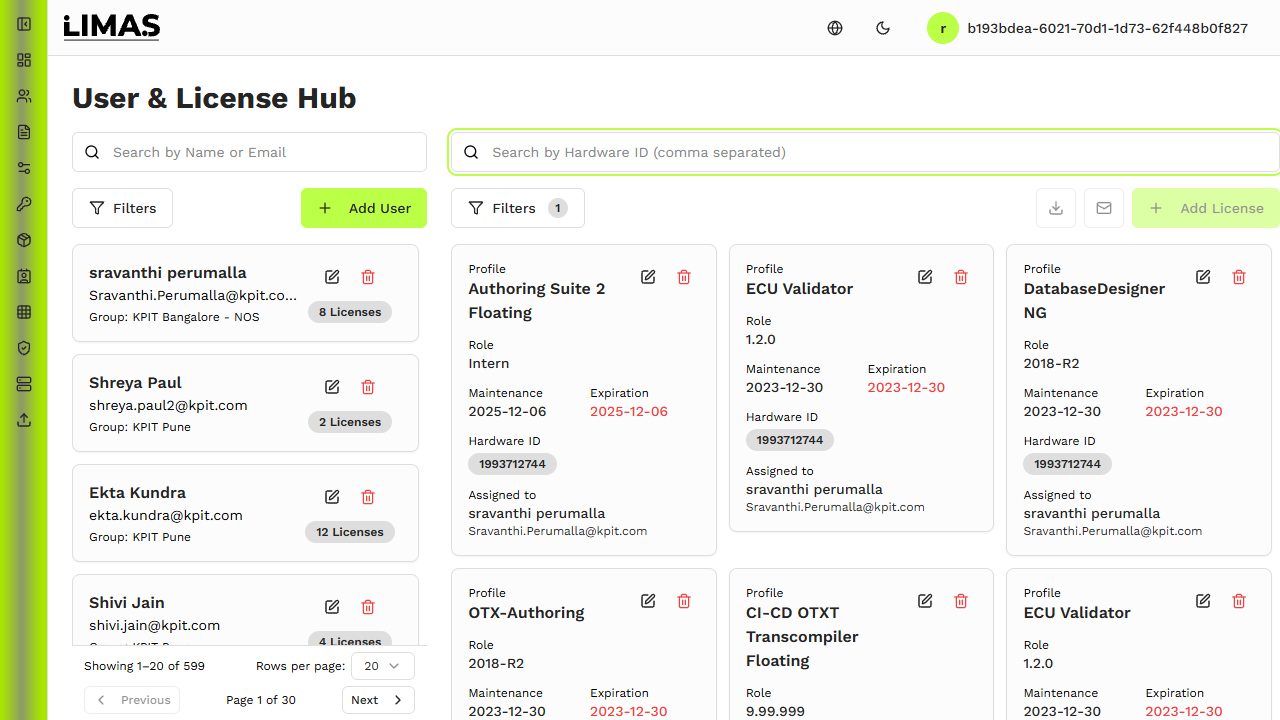 LIMAS
r
b193bdea-6021-70d1-1d73-62f448b0f827
User & License Hub
Search by Name or Email
Filters
Add User
sravanthi perumalla
Sravanthi.Perumalla@kpit.co...
Group: KPIT Bangalore - NOS
8 Licenses
Shreya Paul
shreya.paul2@kpit.com
Group: KPIT Pune
2 Licenses
Ekta Kundra
ekta.kundra@kpit.com
Group: KPIT Pune
12 Licenses
Shivi Jain
shivi.jain@kpit.com
4 Licenses
Showing 1–20 of 599
Rows per page: 20
Previous
Page 1 of 30
Next
Search by Hardware ID (comma separated)
Filters 1
Add License
Profile
Authoring Suite 2
Floating
Role
Intern
Maintenance Expiration
2025-12-06 2025-12-06
Hardware ID
1993712744
Assigned to
sravanthi perumalla
Sravanthi.Perumalla@kpit.com
Profile
ECU Validator
Role
1.2.0
Maintenance Expiration
2023-12-30 2023-12-30
Hardware ID
1993712744
Assigned to
sravanthi perumalla
Sravanthi.Perumalla@kpit.com
Profile
DatabaseDesigner
NG
Role
2018-R2
Maintenance Expiration
2023-12-30 2023-12-30
Hardware ID
1993712744
Assigned to
sravanthi perumalla
Sravanthi.Perumalla@kpit.com
Profile
OTX-Authoring
Role
2018-R2
Maintenance Expiration
2023-12-30 2023-12-30
Profile
CI-CD OTXT
Transcompiler
Floating
Role
9.99.999
Profile
ECU Validator
Role
1.2.0
Maintenance Expiration
2023-12-30 2023-12-30